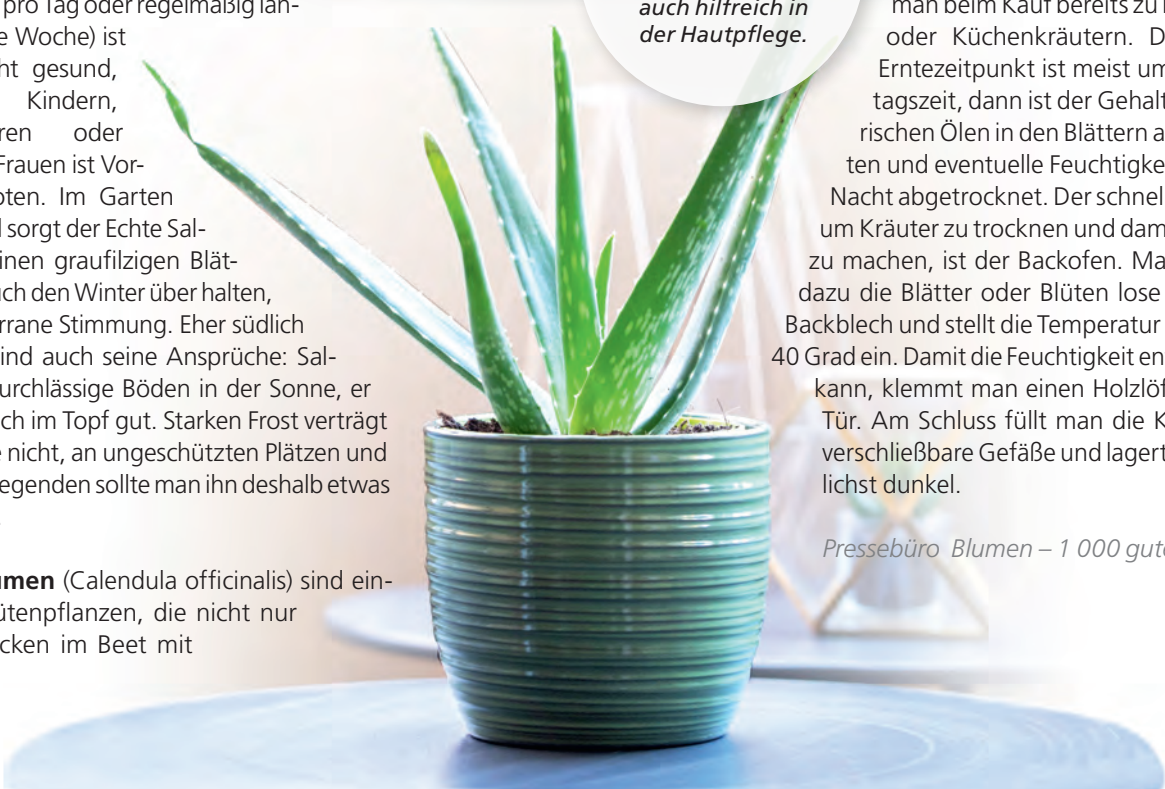 pro Tag oder regelmäßig län-
e Woche) ist
ht gesund,
Kindern,
ren oder
Frauen ist Vor-
oten. Im Garten
l sorgt der Echte Sal-
inen graufilzigen Blät-
uch den Winter über halten,
rrane Stimmung. Eher südlich
ind auch seine Ansprüche: Sal-
urchlässige Böden in der Sonne, er
ch im Topf gut. Starken Frost verträgt
e nicht, an ungeschützten Plätzen und
egenden sollte man ihn deshalb etwas
umen (Calendula officinalis) sind ein-
ütenpflanzen, die nicht nur
cken im Beet mit
auch hilfreich in
der Hautpflege.
man beim Kauf bereits zu
oder Küchenkräutern. D
Erntezeitpunkt ist meist um
tagszeit, dann ist der Gehalt
rischen Ölen in den Blättern a
ten und eventuelle Feuchtigke
Nacht abgetrocknet. Der schnel
um Kräuter zu trocknen und dam
zu machen, ist der Backofen. Ma
dazu die Blätter oder Blüten lose
Backblech und stellt die Temperatur
40 Grad ein. Damit die Feuchtigkeit en
kann, klemmt man einen Holzlöf
Tür. Am Schluss füllt man die K
verschließbare Gefäße und lagert
lichst dunkel.
Pressebüro Blumen – 1 000 gute